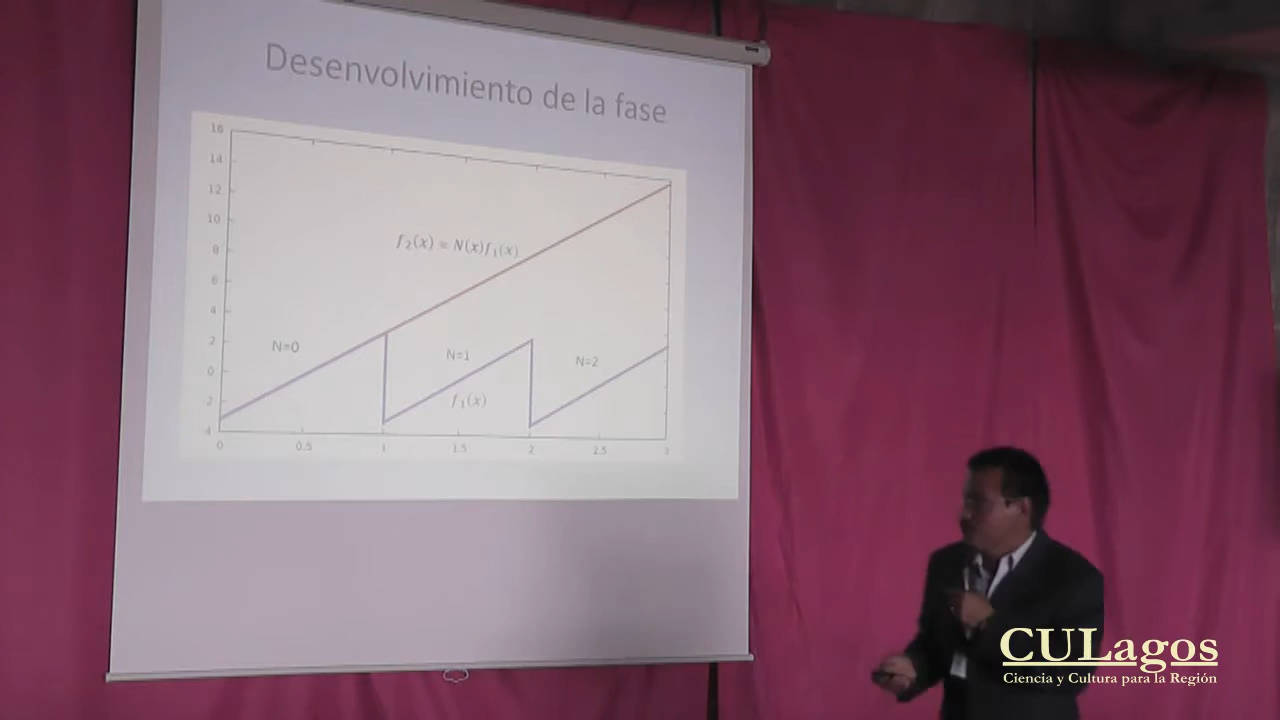 Desenvolvimiento de la fase
16
14
12
10
8
6
4
2
0
2
4
f₂(x) = N(x)f₁(x)
N=0
N=1
N=2
f₁(x)
0 0.5 1 1.5 2 2.5 3
CULagos
Ciencia y Cultura para la Región